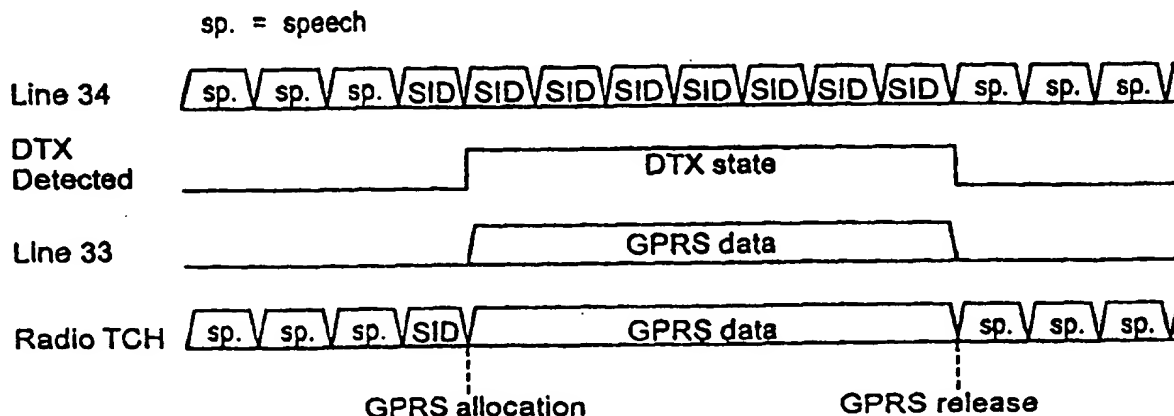 sp. = speech
Line 34 sp. sp. sp. SID SID SID SID SID SID SID SID sp. sp. sp.
DTX
Detected
DTX state
Line 33 GPRS data
Radio TCH sp. sp. sp. SID GPRS data sp. sp. sp.
GPRS allocation GPRS release